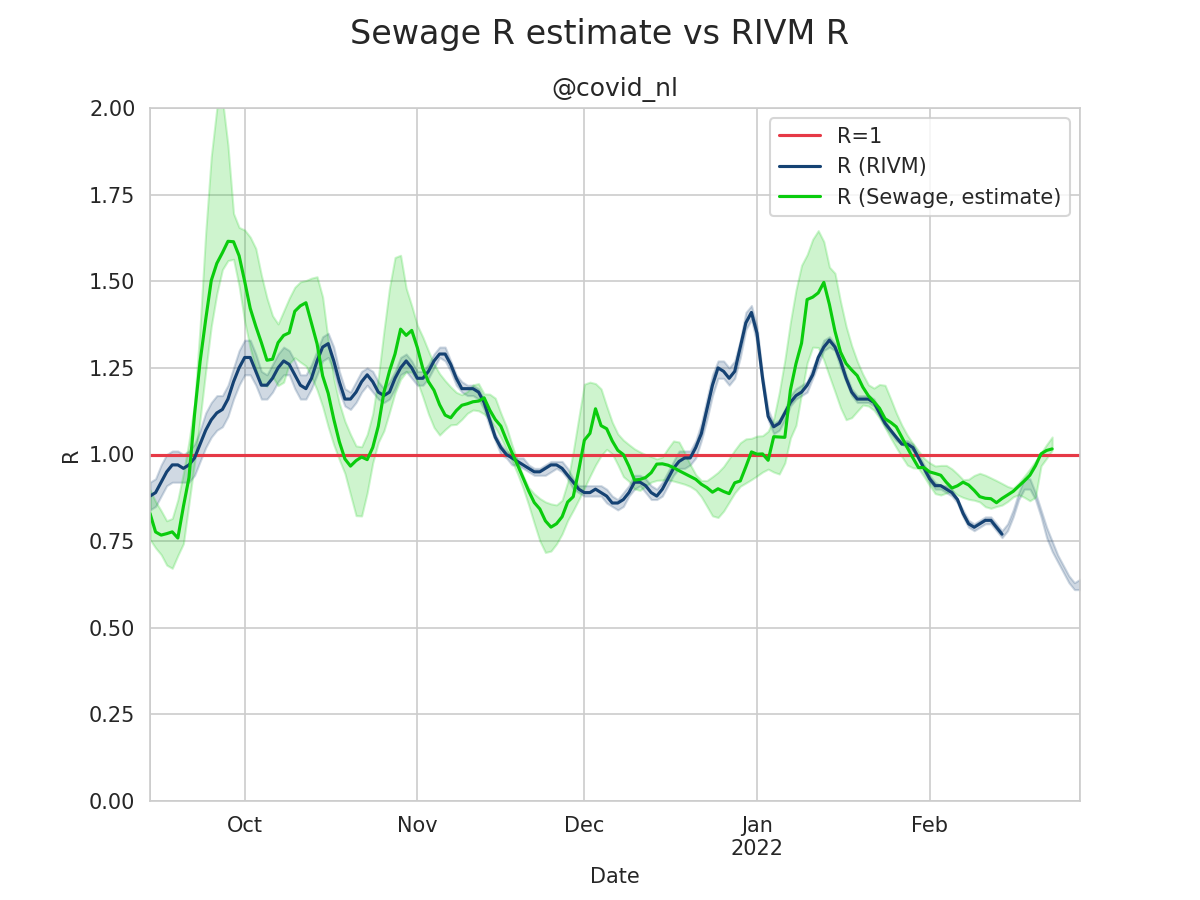 Sewage R estimate vs RIVM R
@covid_nl
R=1
R (RIVM)
R (Sewage, estimate)
2.00
1.75
1.50
1.25
1.00
0.75
0.50
0.25
0.00
R
Oct
Nov
Dec
Jan
2022
Feb
Date